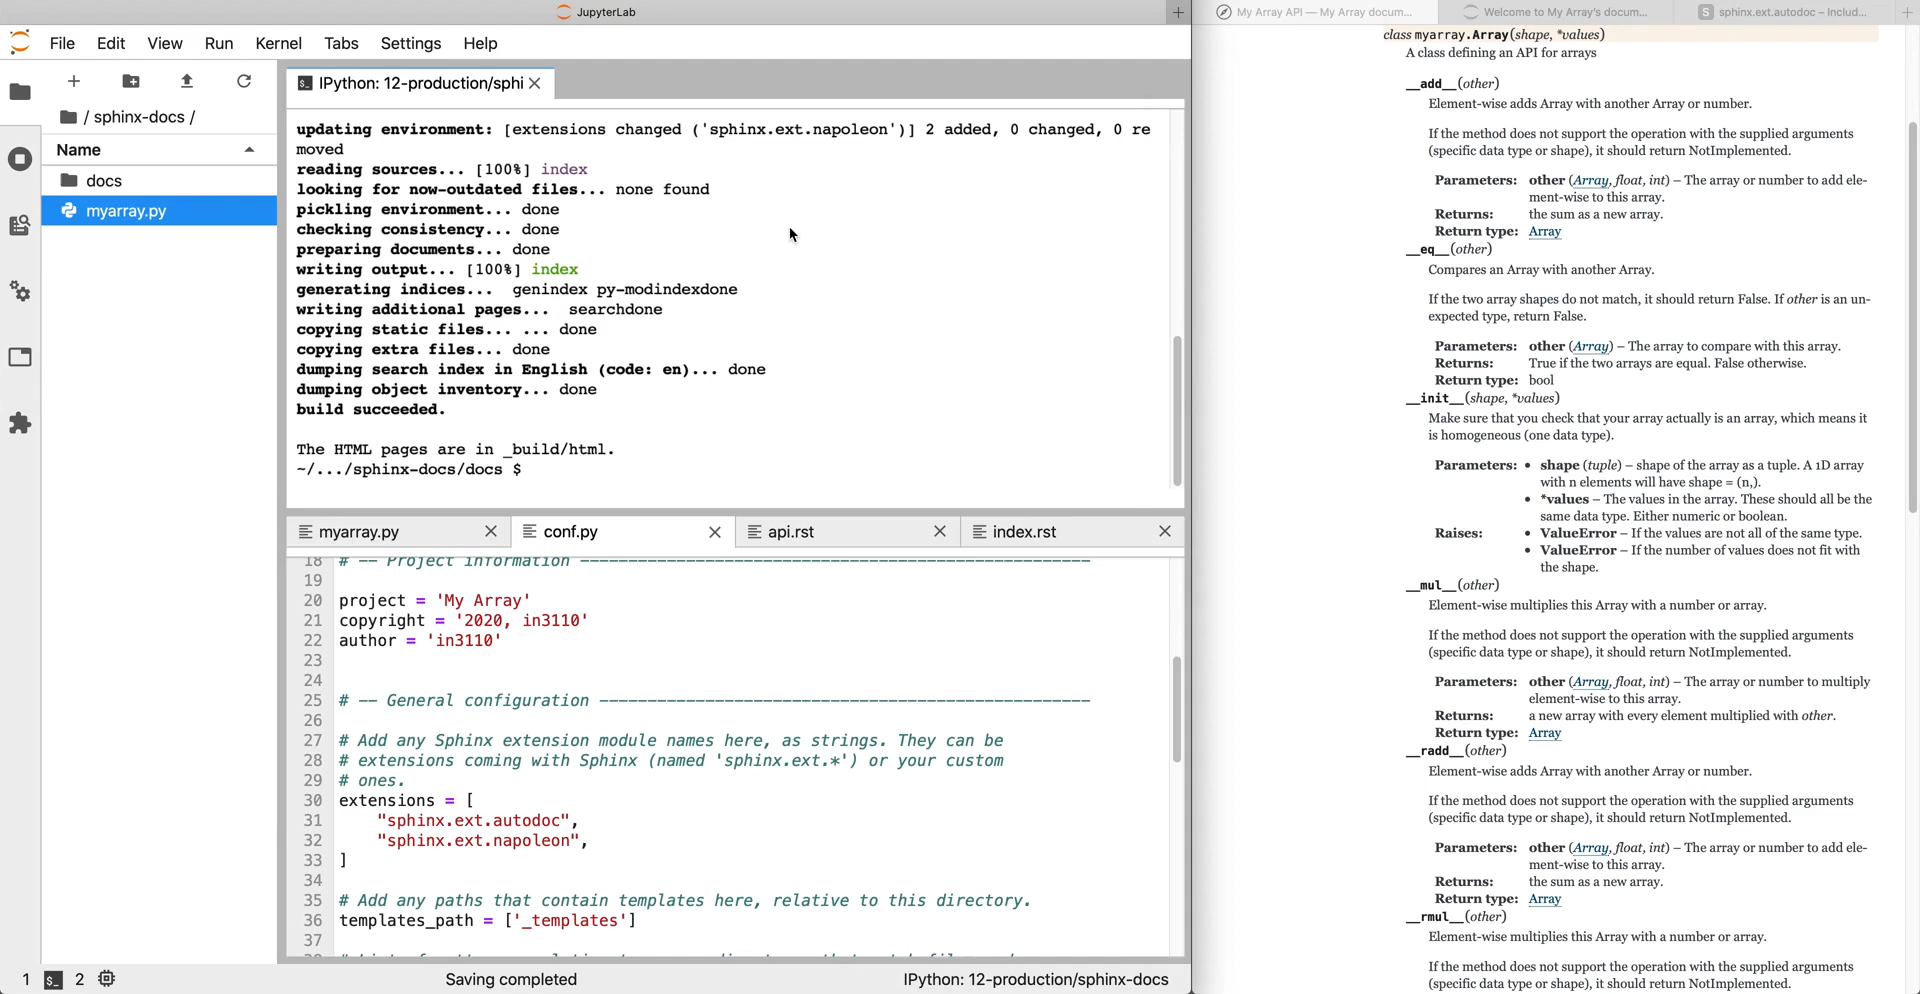 JupyterLab
File Edit View Run Kernel Tabs Settings Help
/ sphinx-docs /
Name
docs
myarray.py
IPython: 12-production/sphi
updating environment: [extensions changed ('sphinx.ext.napoleon')] 2 added, 0 changed, 0 re
moved
reading sources... [100%] index
looking for now-outdated files... none found
pickling environment... done
checking consistency... done
preparing documents... done
writing output... [100%] index
generating indices...  genindex py-modindexdone
writing additional pages...  searchdone
copying static files... ... done
copying extra files... done
dumping search index in English (code: en)... done
dumping object inventory... done
build succeeded.
The HTML pages are in _build/html.
~/.../sphinx-docs/docs $
myarray.py conf.py api.rst index.rst
18 # -- Project information -----------------------------------------------------
19
20 project = 'My Array'
21 copyright = '2020, in3110'
22 author = 'in3110'
23
24
25 # -- General configuration ---------------------------------------------------
26
27 # Add any Sphinx extension module names here, as strings. They can be
28 # extensions coming with Sphinx (named 'sphinx.ext.*') or your custom
29 # ones.
30 extensions = [
31     "sphinx.ext.autodoc",
32     "sphinx.ext.napoleon",
33 ]
34
35 # Add any paths that contain templates here, relative to this directory.
36 templates_path = ['_templates']
37
1 2 Saving completed IPython: 12-production/sphinx-docs
My Array API — My Array docum... Welcome to My Array's docum... sphinx.ext.autodoc – Includ...
class myarray.Array(shape, *values)
A class defining an API for arrays
__add__(other)
Element-wise adds Array with another Array or number.
If the method does not support the operation with the supplied arguments
(specific data type or shape), it should return NotImplemented.
Parameters: other (Array, float, int) – The array or number to add ele-
ment-wise to this array.
Returns: the sum as a new array.
Return type: Array
__eq__(other)
Compares an Array with another Array.
If the two array shapes do not match, it should return False. If other is an un-
expected type, return False.
Parameters: other (Array) – The array to compare with this array.
Returns: True if the two arrays are equal. False otherwise.
Return type: bool
__init__(shape, *values)
Make sure that you check that your array actually is an array, which means it
is homogeneous (one data type).
Parameters: • shape (tuple) – shape of the array as a tuple. A 1D array
with n elements will have shape = (n,).
• *values – The values in the array. These should all be the
same data type. Either numeric or boolean.
Raises: • ValueError – If the values are not all of the same type.
• ValueError – If the number of values does not fit with
the shape.
__mul__(other)
Element-wise multiplies this Array with a number or array.
If the method does not support the operation with the supplied arguments
(specific data type or shape), it should return NotImplemented.
Parameters: other (Array, float, int) – The array or number to multiply
element-wise to this array.
Returns: a new array with every element multiplied with other.
Return type: Array
__radd__(other)
Element-wise adds Array with another Array or number.
If the method does not support the operation with the supplied arguments
(specific data type or shape), it should return NotImplemented.
Parameters: other (Array, float, int) – The array or number to add ele-
ment-wise to this array.
Returns: the sum as a new array.
Return type: Array
__rmul__(other)
Element-wise multiplies this Array with a number or array.
If the method does not support the operation with the supplied arguments
(specific data type or shape), it should return NotImplemented.